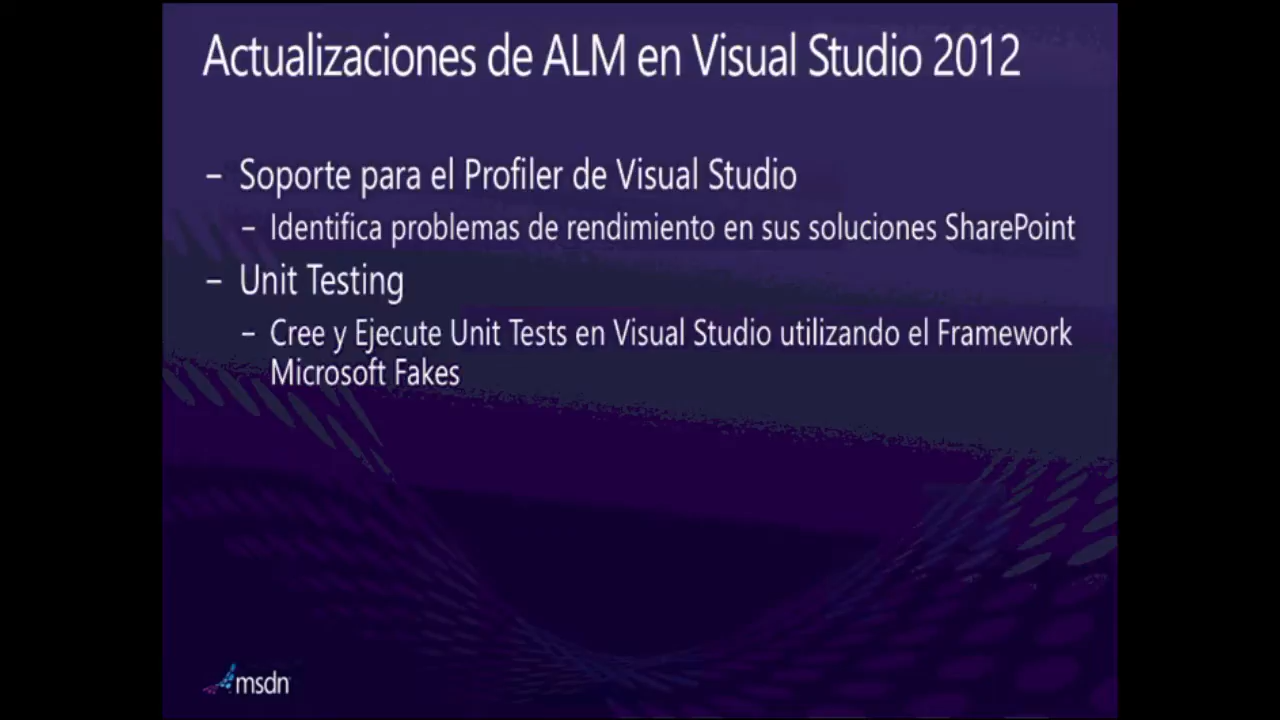 Actualizaciones de ALM en Visual Studio 2012
– Soporte para el Profiler de Visual Studio
– Identifica problemas de rendimiento en sus soluciones SharePoint
– Unit Testing
– Cree y Ejecute Unit Tests en Visual Studio utilizando el Framework
Microsoft Fakes
msdn